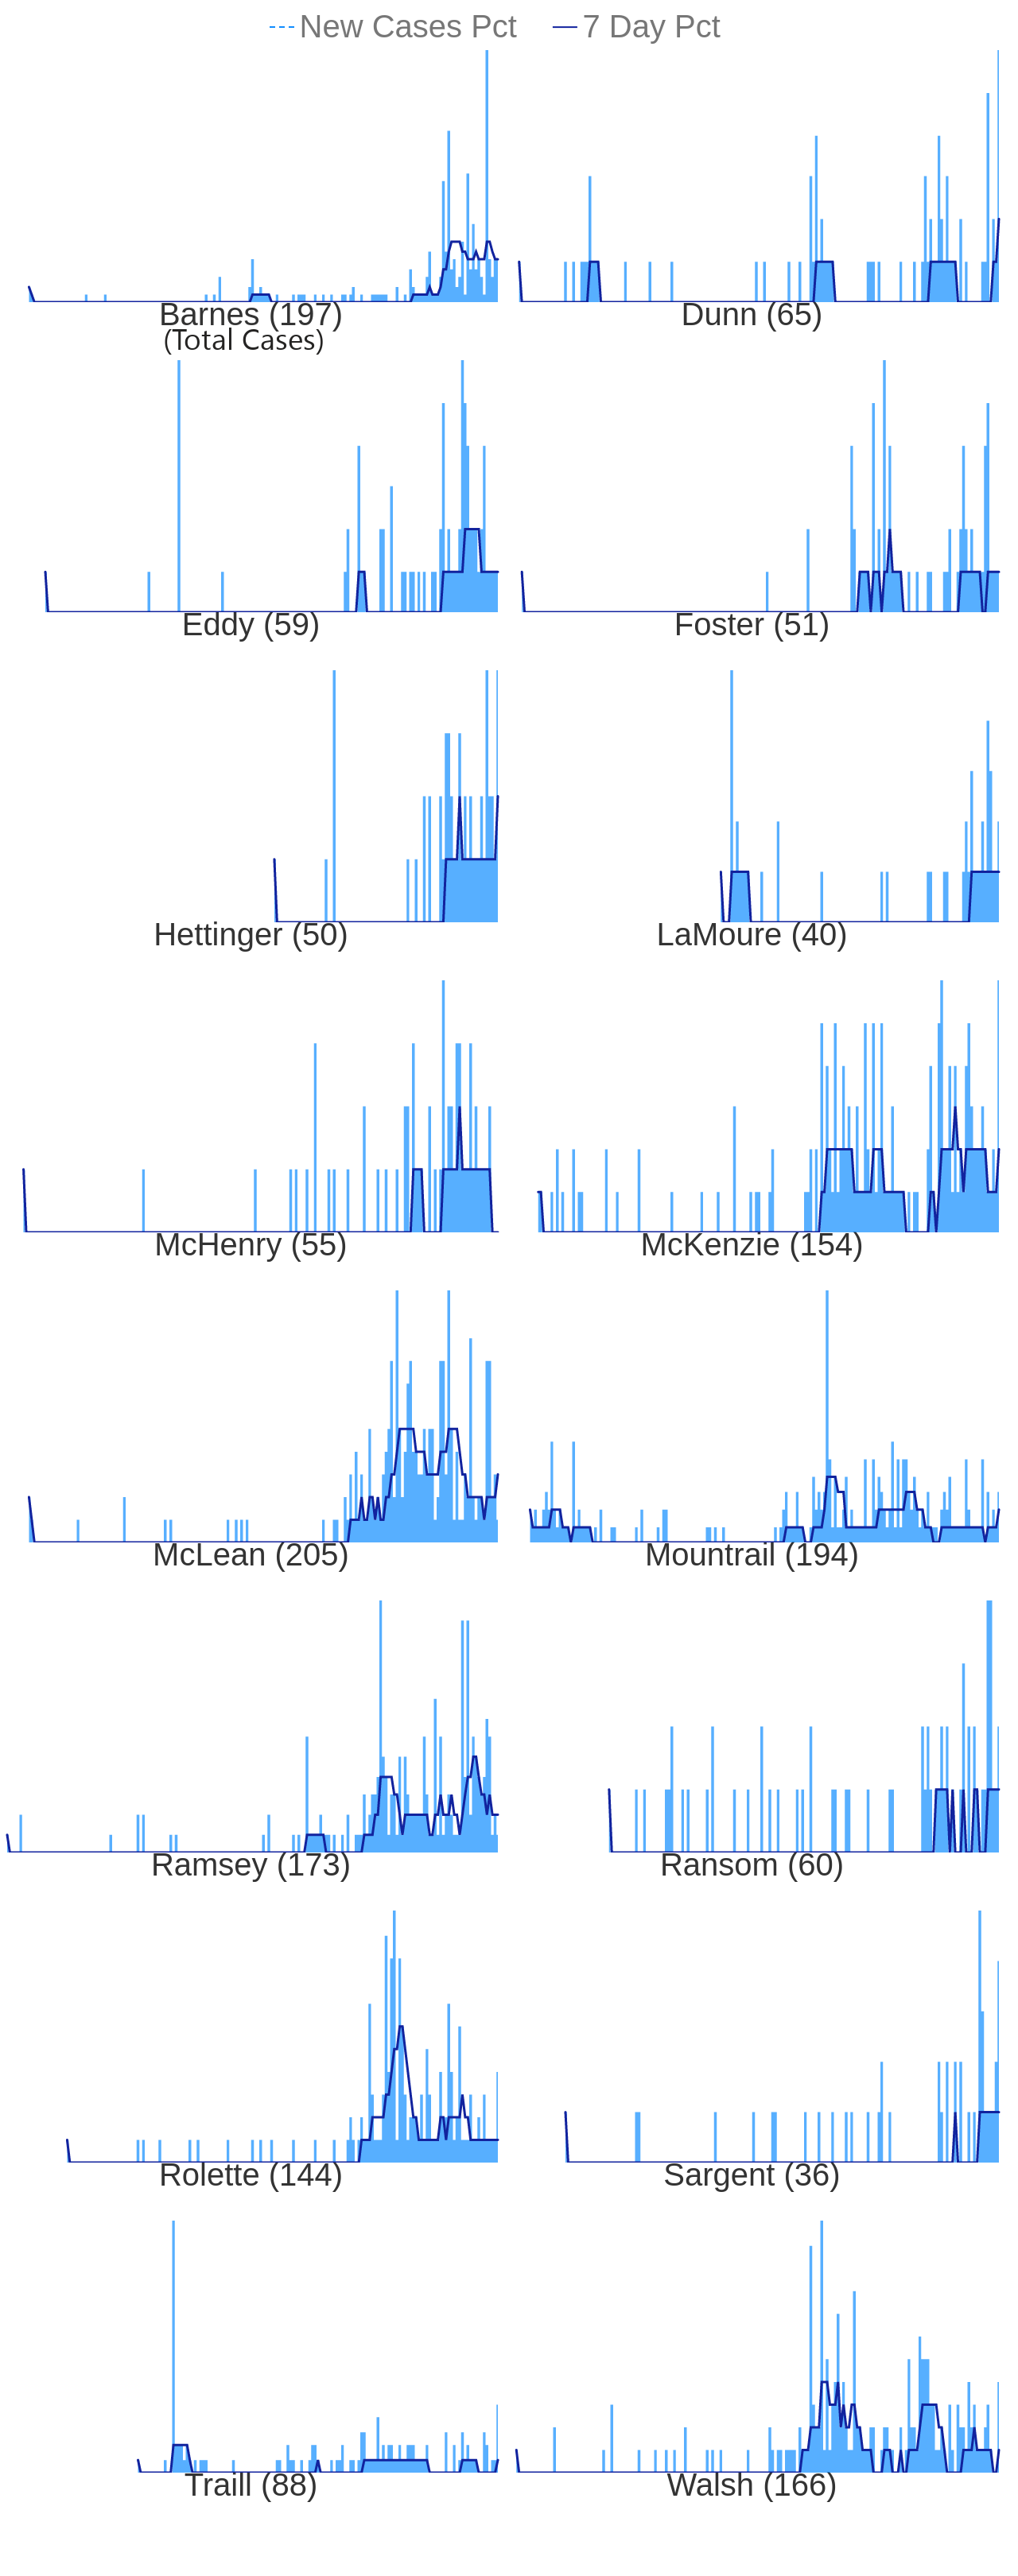 New Cases Pct 7 Day Pct
Barnes (197) Dunn (65)
(Total Cases)
Eddy (59) Foster (51)
Hettinger (50) LaMoure (40)
McHenry (55) McKenzie (154)
McLean (205) Mountrail (194)
Ramsey (173) Ransom (60)
Rolette (144) Sargent (36)
Traill (88) Walsh (166)